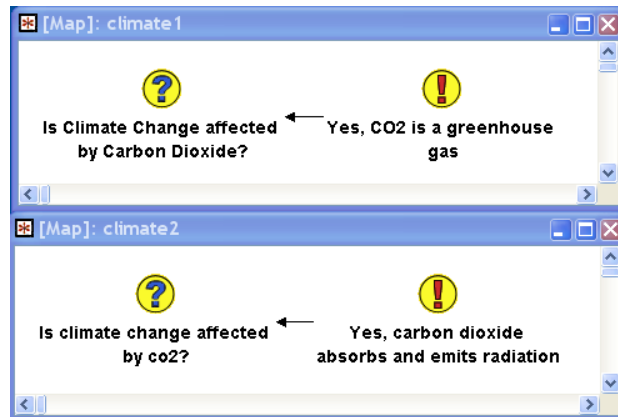 [Map]: climate1
? !
Is Climate Change affected Yes, CO2 is a greenhouse
by Carbon Dioxide? gas
[Map]: climate2
? !
Is climate change affected Yes, carbon dioxide
by co2? absorbs and emits radiation